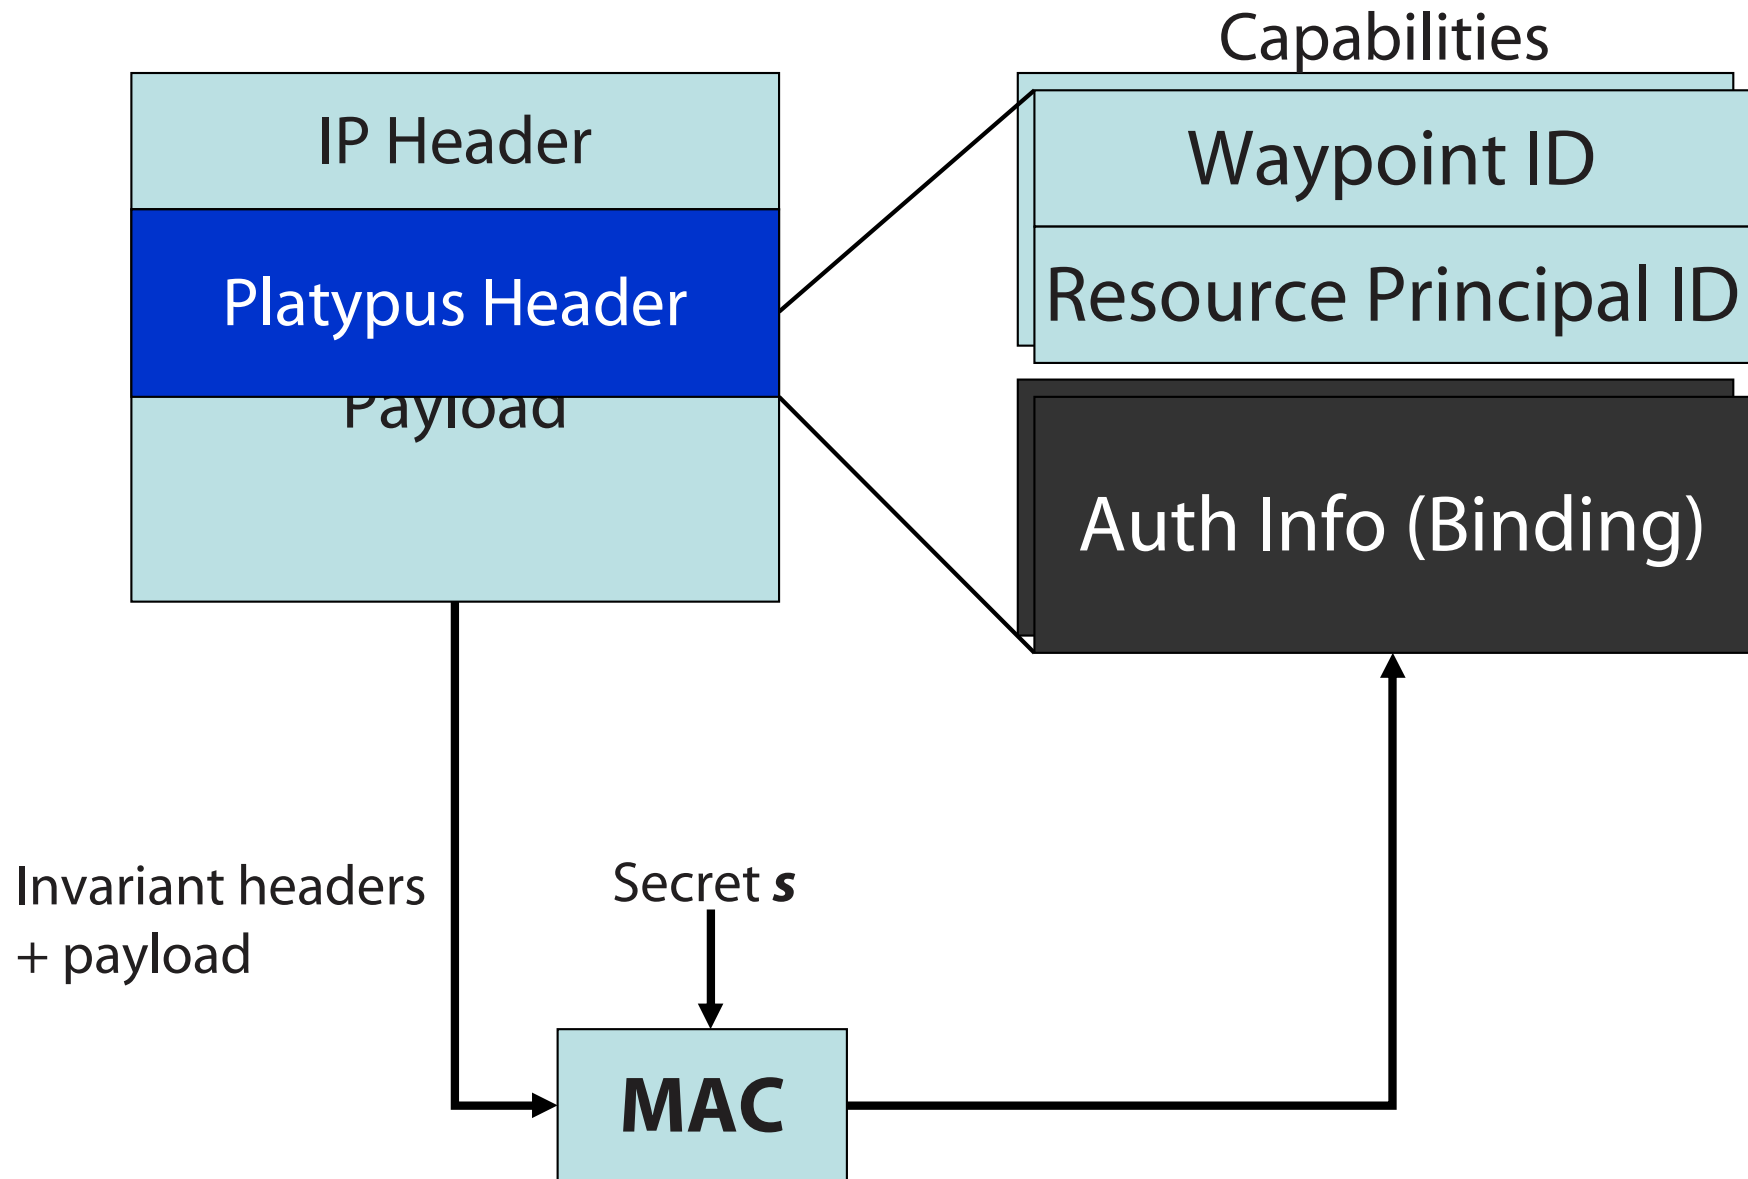 Capabilities
IP Header
Waypoint ID
Platypus Header
Resource Principal ID
Payload
Auth Info (Binding)
Invariant headers
+ payload
Secret s
MAC